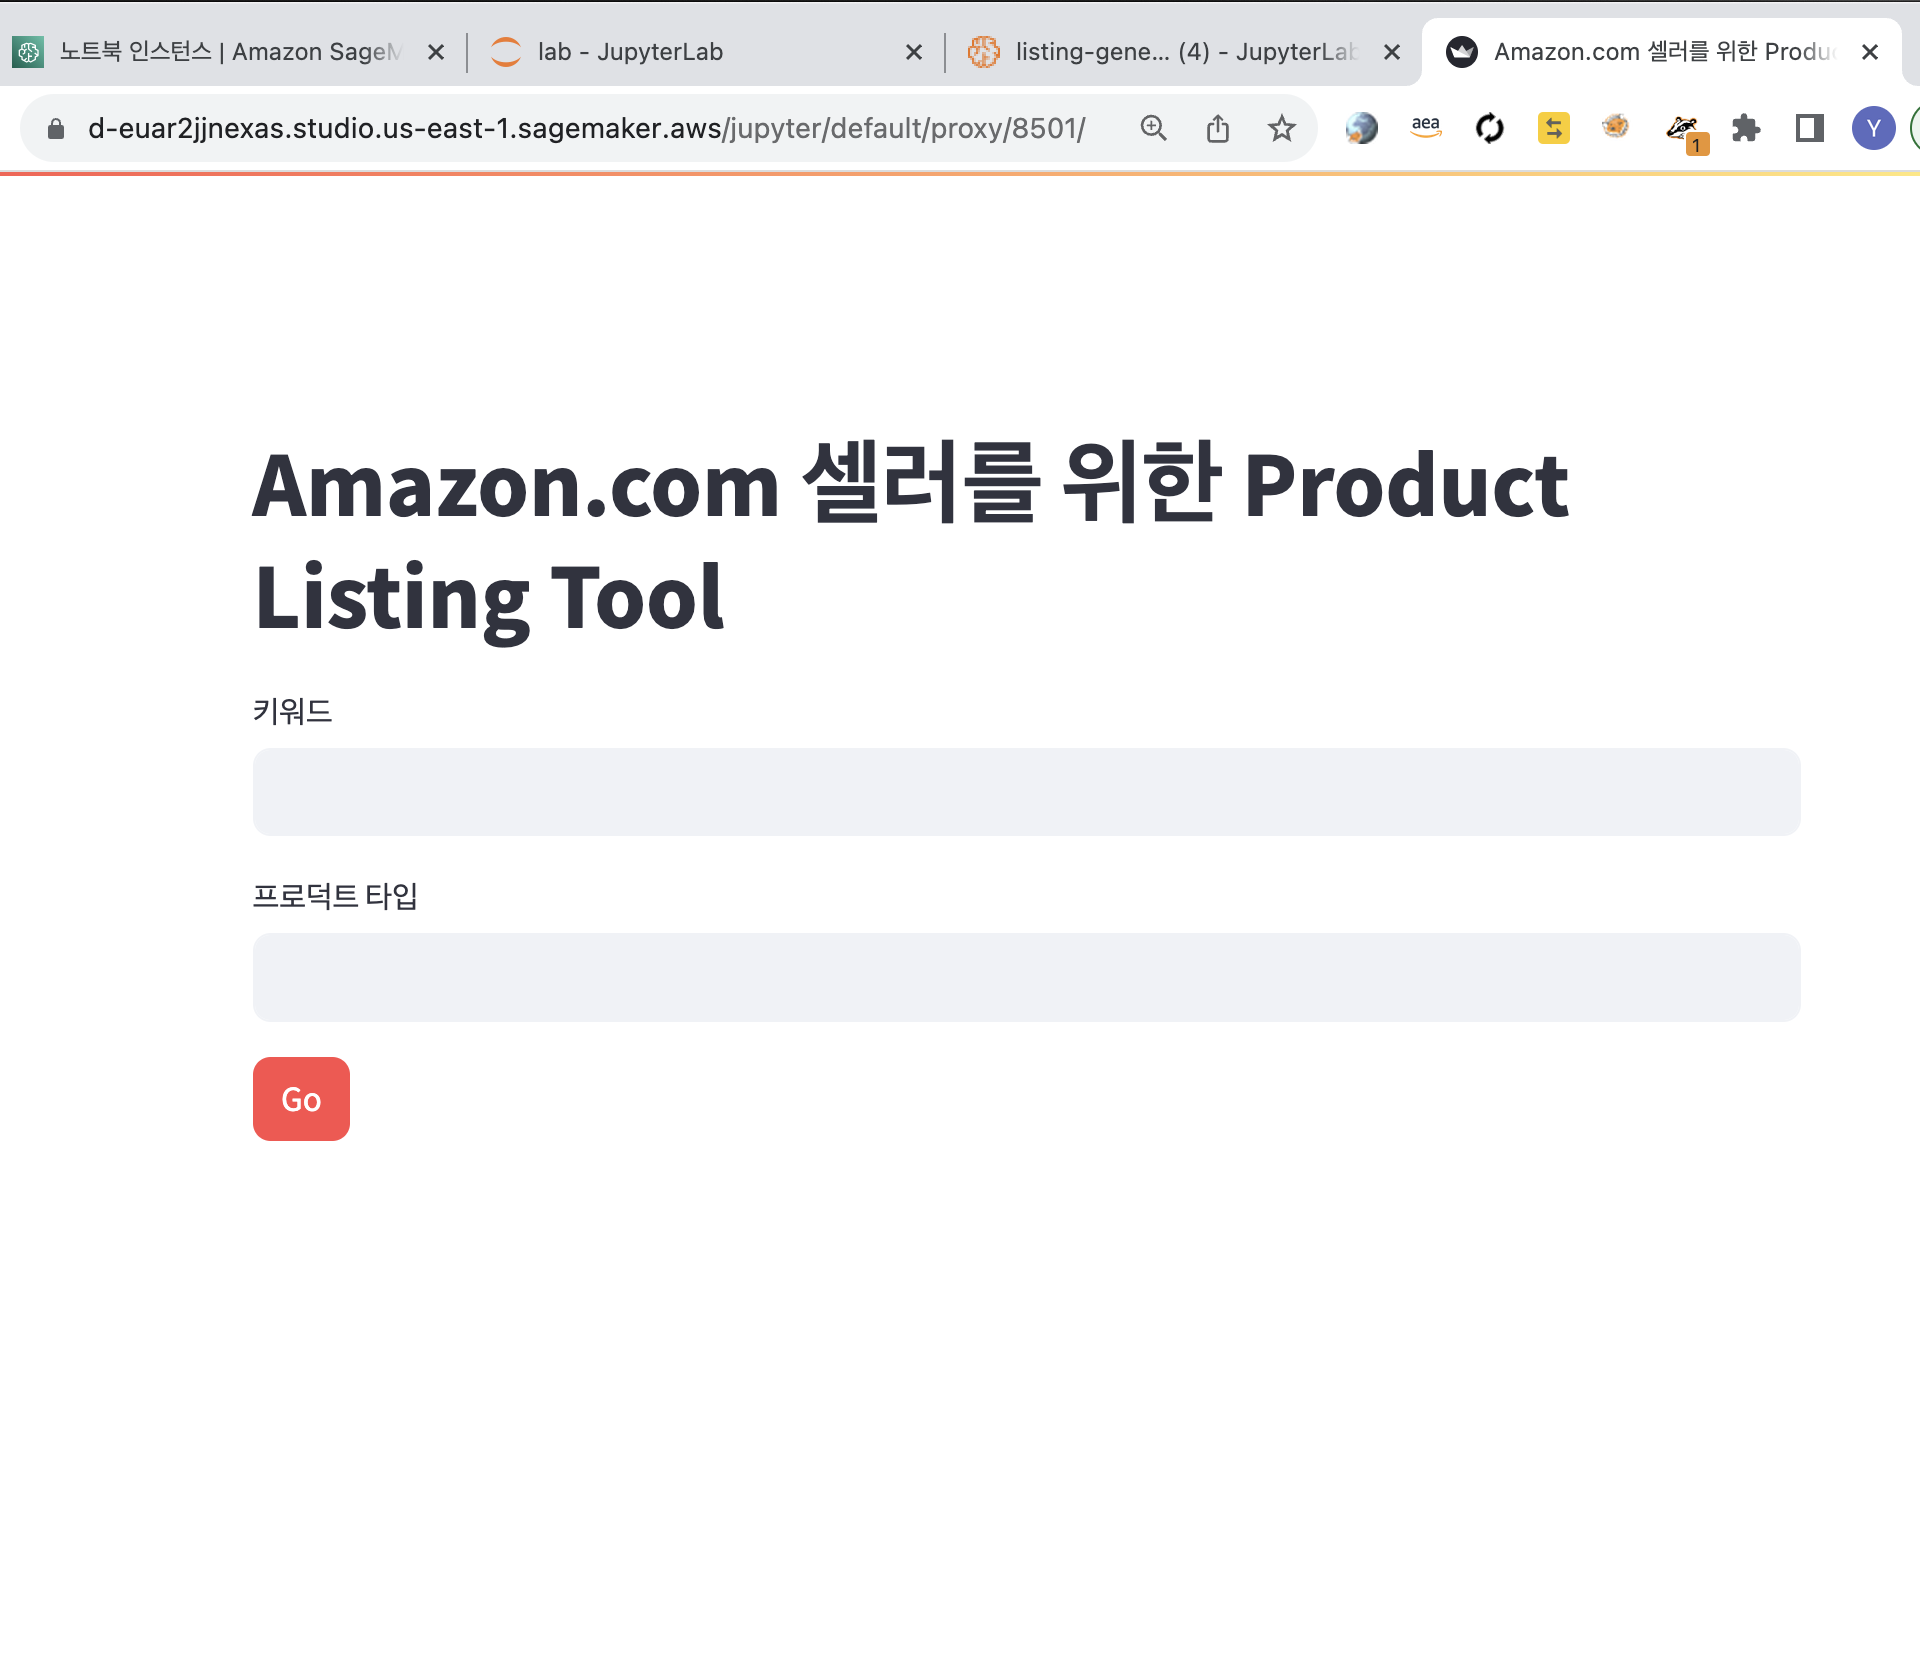 노트북 인스턴스 | Amazon SageM
lab - JupyterLab
listing-gene... (4) - JupyterLab
Amazon.com 셀러를 위한 Produc
d-euar2jjnexas.studio.us-east-1.sagemaker.aws/jupyter/default/proxy/8501/
aea
1
Y
Amazon.com 셀러를 위한 Product
Listing Tool
키워드
프로덕트 타입
Go